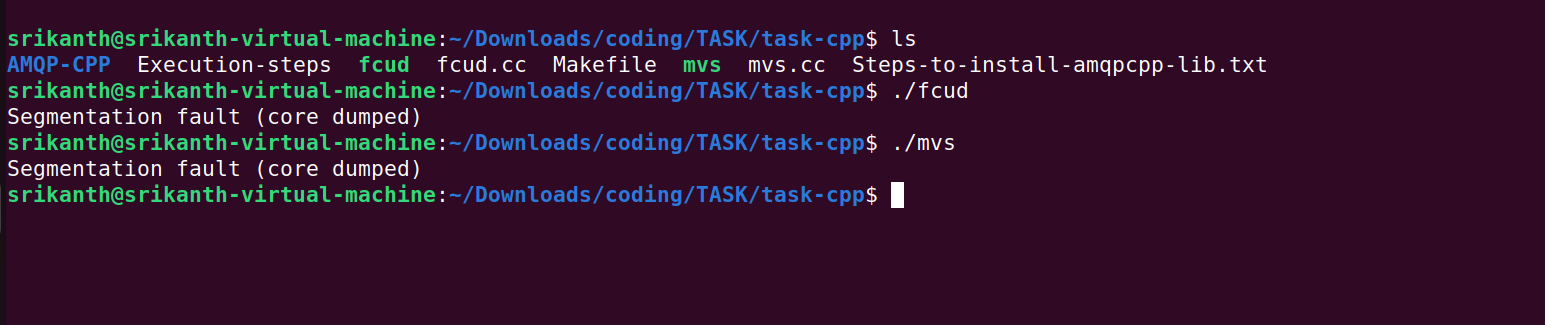 srikanth@srikanth-virtual-machine:~/Downloads/coding/TASK/task-cpp$ ls
AMQP-CPP  Execution-steps  fcud  fcud.cc  Makefile  mvs  mvs.cc  Steps-to-install-amqpcpp-lib.txt
srikanth@srikanth-virtual-machine:~/Downloads/coding/TASK/task-cpp$ ./fcud
Segmentation fault (core dumped)
srikanth@srikanth-virtual-machine:~/Downloads/coding/TASK/task-cpp$ ./mvs
Segmentation fault (core dumped)
srikanth@srikanth-virtual-machine:~/Downloads/coding/TASK/task-cpp$